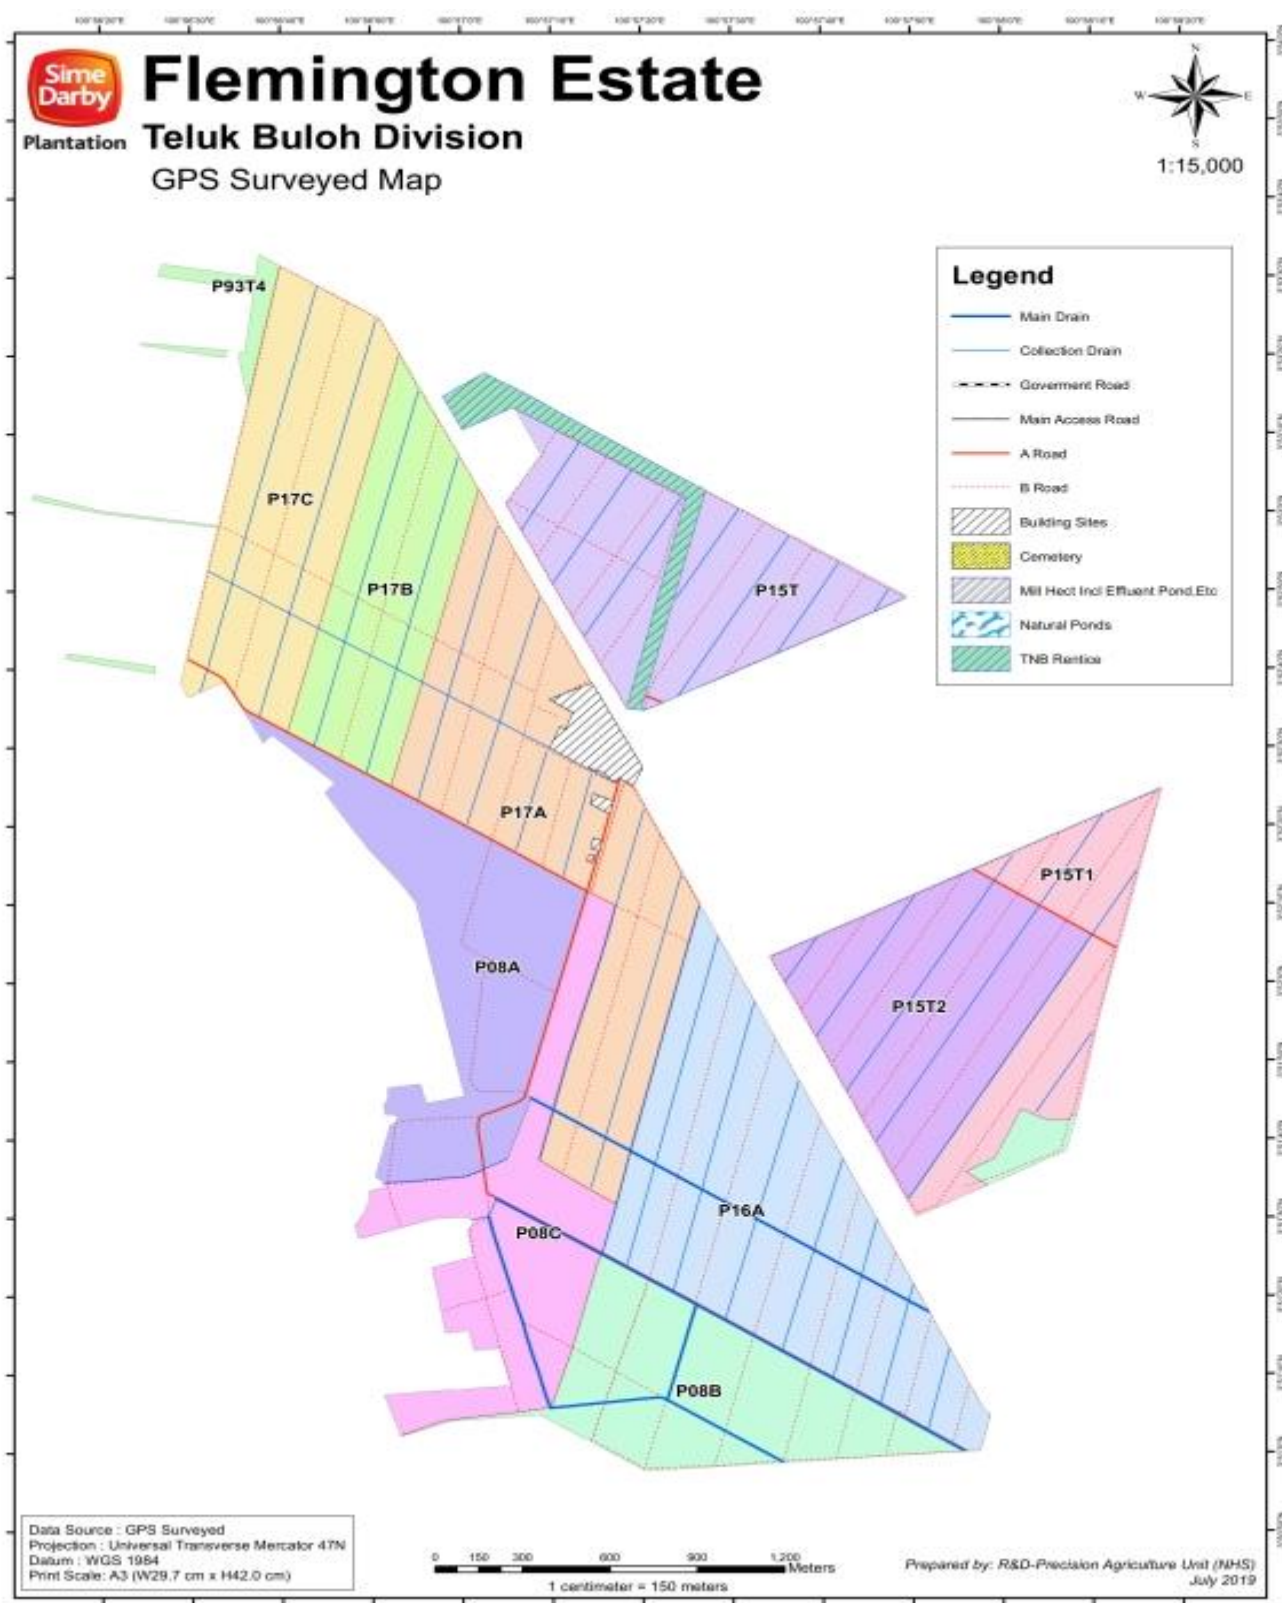 Sime
Darby
Plantation
Flemington Estate
Teluk Buloh Division
GPS Surveyed Map
N
W E
S
1:15,000
Legend
Main Drain
Collection Drain
Goverment Road
Main Access Road
A Road
B Road
Building Sites
Cemetery
Mill Hect Incl Effluent Pond,Etc
Natural Ponds
TNB Rentice
P93T4
P17C
P17B
P15T
P17A
P15T1
P08A
P15T2
P16A
P08C
P08B
Data Source : GPS Surveyed
Projection : Universal Transverse Mercator 47N
Datum : WGS 1984
Print Scale: A3 (W29.7 cm x H42.0 cm)
0 150 300 600 900 1,200
Meters
1 centimeter = 150 meters
Prepared by: R&D-Precision Agriculture Unit (NHS)
July 2019